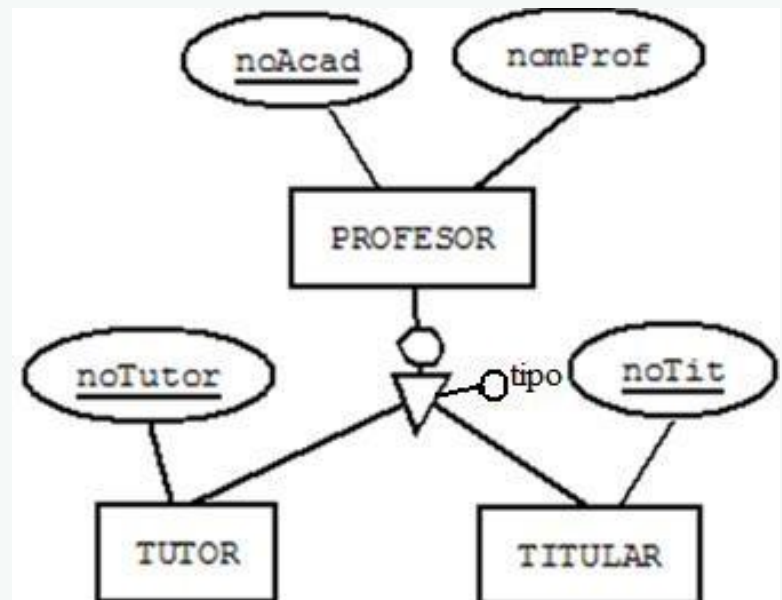 noAcad
nomProf
PROFESOR
noTutor
tipo
noTit
TUTOR
TITULAR